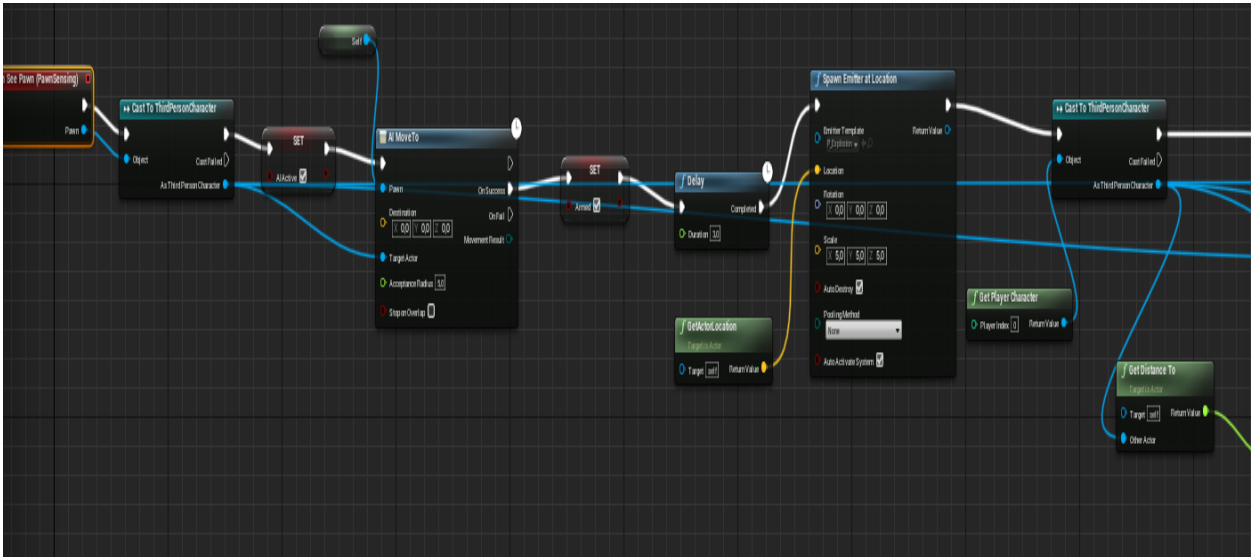 n See Pawn (PawnSensing)
Pawn
Cast To ThirdPersonCharacter
Object
Cast Failed
As Third Person Character
SET
AI Active
Self
AI MoveTo
Pawn
On Success
Destination
X 0,0 Y 0,0 Z 0,0
On Fail
Movement Result
Target Actor
Acceptance Radius 5,0
Stop on Overlap
SET
Armed
Delay
Completed
Duration
GetActorLocation
Target is Actor
Target self
Return Value
Spawn Emitter at Location
Emitter Template
Return Value
P_Explosion
Location
Rotation
X 0,0 Y 0,0 Z 0,0
Scale
X 5,0 Y 5,0 Z 5,0
Auto Destroy
Pooling Method
None
Auto Activate System
Cast To ThirdPersonCharacter
Object
Cast Failed
As Third Person Character
Get Player Character
Player Index 0
Return Value
Get Distance To
Target is Actor
Target self
Return Value
Other Actor